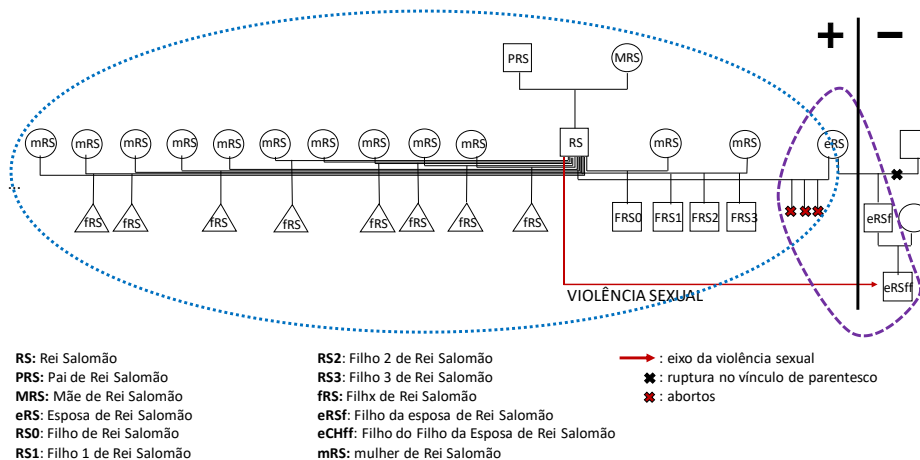 + −
PRS MRS
mRS mRS mRS mRS mRS mRS mRS mRS mRS mRS RS mRS mRS eRS
...
fRS fRS fRS fRS fRS fRS fRS fRS FRS0 FRS1 FRS2 FRS3 eRSf
eRSff
VIOLÊNCIA SEXUAL
RS: Rei Salomão
PRS: Pai de Rei Salomão
MRS: Mãe de Rei Salomão
eRS: Esposa de Rei Salomão
RS0: Filho de Rei Salomão
RS1: Filho 1 de Rei Salomão
RS2: Filho 2 de Rei Salomão
RS3: Filho 3 de Rei Salomão
fRS: Filhx de Rei Salomão
eRSf: Filho da esposa de Rei Salomão
eCHff: Filho do Filho da Esposa de Rei Salomão
mRS: mulher de Rei Salomão
: eixo da violência sexual
: ruptura no vínculo de parentesco
: abortos